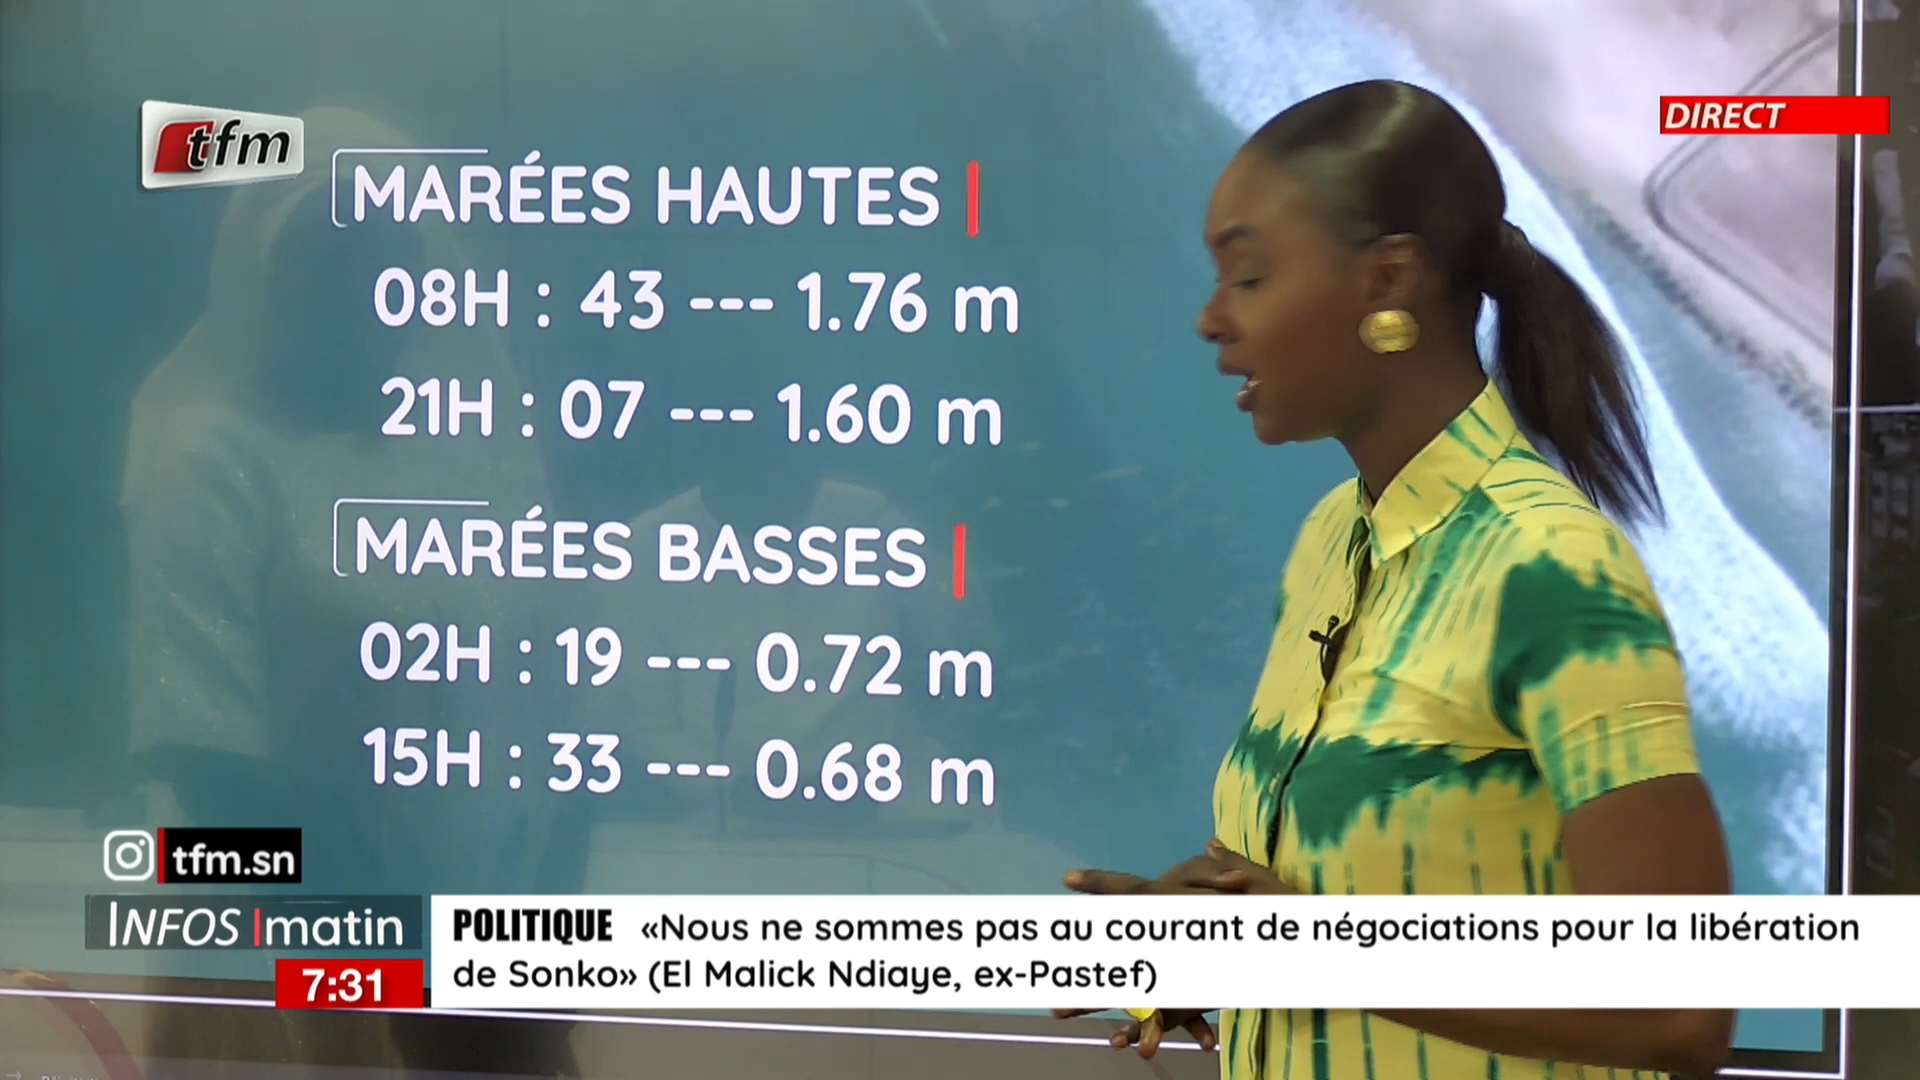 tfm
DIRECT
MARÉES HAUTES
08H : 43 --- 1.76 m
21H : 07 --- 1.60 m
MARÉES BASSES
02H : 19 --- 0.72 m
15H : 33 --- 0.68 m
tfm.sn
INFOS matin
7:31
POLITIQUE «Nous ne sommes pas au courant de négociations pour la libération
de Sonko» (El Malick Ndiaye, ex-Pastef)